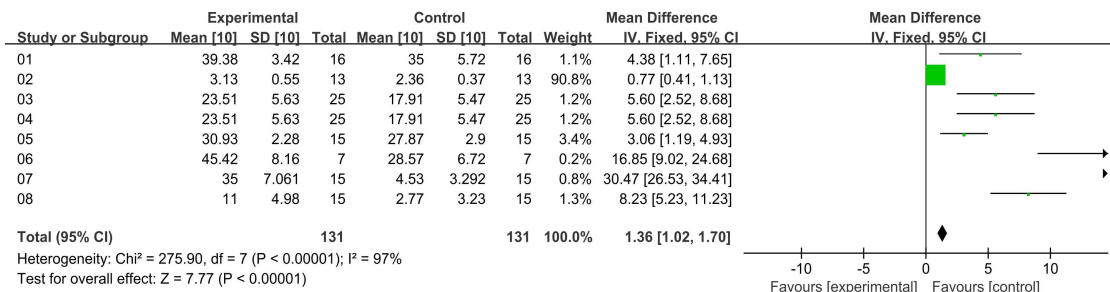 Experimental Control Mean Difference Mean Difference
Study or Subgroup Mean [10] SD [10] Total Mean [10] SD [10] Total Weight IV, Fixed, 95% CI IV, Fixed, 95% CI
01 39.38 3.42 16 35 5.72 16 1.1% 4.38 [1.11, 7.65]
02 3.13 0.55 13 2.36 0.37 13 90.8% 0.77 [0.41, 1.13]
03 23.51 5.63 25 17.91 5.47 25 1.2% 5.60 [2.52, 8.68]
04 23.51 5.63 25 17.91 5.47 25 1.2% 5.60 [2.52, 8.68]
05 30.93 2.28 15 27.87 2.9 15 3.4% 3.06 [1.19, 4.93]
06 45.42 8.16 7 28.57 6.72 7 0.2% 16.85 [9.02, 24.68]
07 35 7.061 15 4.53 3.292 15 0.8% 30.47 [26.53, 34.41]
08 11 4.98 15 2.77 3.23 15 1.3% 8.23 [5.23, 11.23]
Total (95% CI) 131 131 100.0% 1.36 [1.02, 1.70]
Heterogeneity: Chi² = 275.90, df = 7 (P < 0.00001); I² = 97%
Test for overall effect: Z = 7.77 (P < 0.00001)
-10 -5 0 5 10
Favours [experimental] Favours [control]